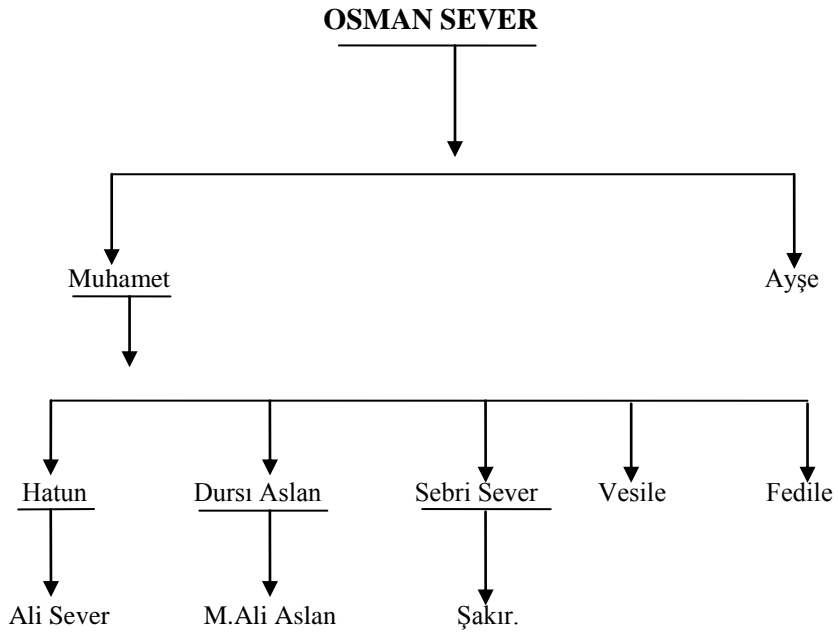 OSMAN SEVER
Muhamet Ayşe
Hatun Dursı Aslan Sebri Sever Vesile Fedile
Ali Sever M.Ali Aslan Şakır.